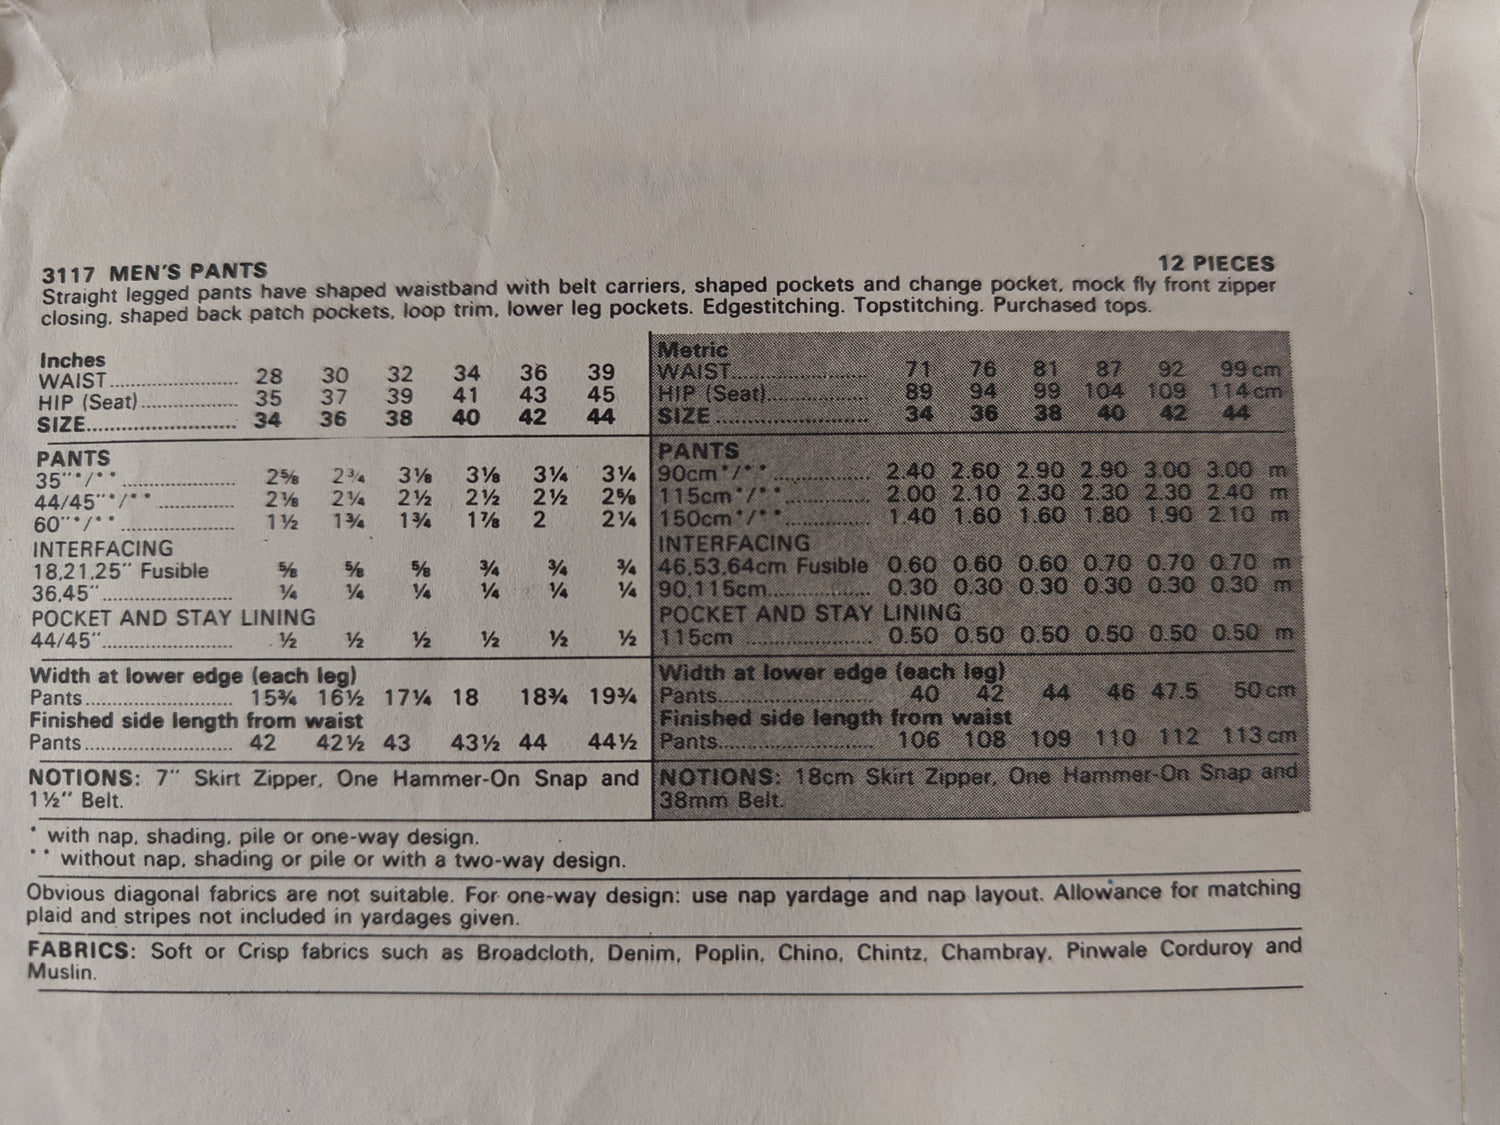 3117 MEN'S PANTS 12 PIECES
Straight legged pants have shaped waistband with belt carriers, shaped pockets and change pocket, mock fly front zipper
closing, shaped back patch pockets, loop trim, lower leg pockets. Edgestitching. Topstitching. Purchased tops.
Inches
WAIST........................ 28 30 32 34 36 39
HIP (Seat).................. 35 37 39 41 43 45
SIZE........................... 34 36 38 40 42 44
PANTS
35"*/**..................... 2⅝ 2¾ 3⅛ 3⅛ 3¼ 3¼
44/45"*/**.............. 2⅛ 2¼ 2½ 2½ 2½ 2⅝
60"*/**..................... 1½ 1¾ 1¾ 1⅞ 2 2¼
INTERFACING
18,21,25" Fusible ⅝ ⅝ ⅝ ¾ ¾ ¾
36,45"........................ ¼ ¼ ¼ ¼ ¼ ¼
POCKET AND STAY LINING
44/45"........................ ½ ½ ½ ½ ½ ½
Width at lower edge (each leg)
Pants........................... 15¾ 16½ 17¼ 18 18¾ 19¾
Finished side length from waist
Pants........................... 42 42½ 43 43½ 44 44½
NOTIONS: 7" Skirt Zipper, One Hammer-On Snap and
1½" Belt.
Metric
WAIST......................... 71 76 81 87 92 99 cm
HIP (Seat)................... 89 94 99 104 109 114 cm
SIZE............................ 34 36 38 40 42 44
PANTS
90cm*/**.................. 2.40 2.60 2.90 2.90 3.00 3.00 m
115cm*/**................ 2.00 2.10 2.30 2.30 2.30 2.40 m
150cm*/**................ 1.40 1.60 1.60 1.80 1.90 2.10 m
INTERFACING
46,53,64cm Fusible 0.60 0.60 0.60 0.70 0.70 0.70 m
90,115cm................... 0.30 0.30 0.30 0.30 0.30 0.30 m
POCKET AND STAY LINING
115cm ...................... 0.50 0.50 0.50 0.50 0.50 0.50 m
Width at lower edge (each leg)
Pants........................... 40 42 44 46 47.5 50 cm
Finished side length from waist
Pants........................... 106 108 109 110 112 113 cm
NOTIONS: 18cm Skirt Zipper, One Hammer-On Snap and
38mm Belt.
* with nap, shading, pile or one-way design.
** without nap, shading or pile or with a two-way design.
Obvious diagonal fabrics are not suitable. For one-way design: use nap yardage and nap layout. Allowance for matching
plaid and stripes not included in yardages given.
FABRICS: Soft or Crisp fabrics such as Broadcloth, Denim, Poplin, Chino, Chintz, Chambray, Pinwale Corduroy and
Muslin.